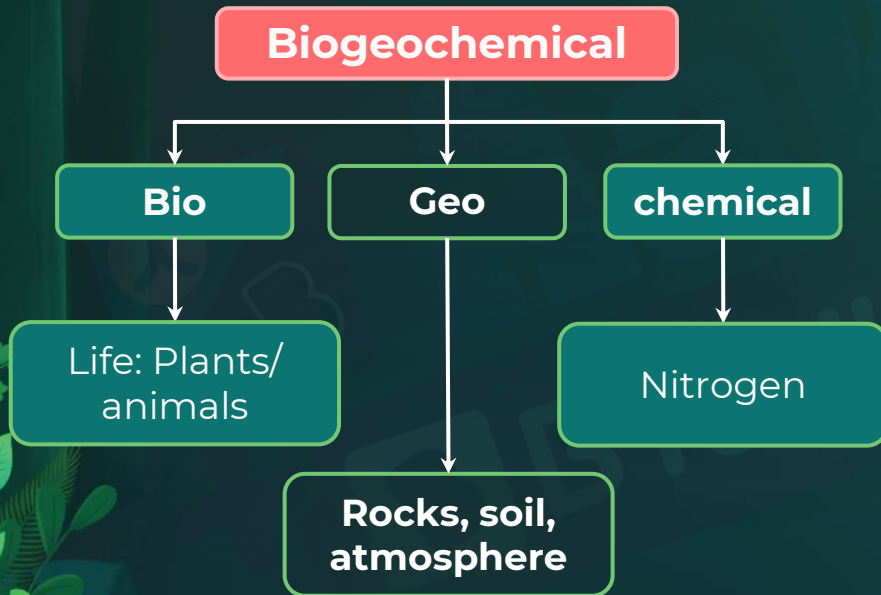 Biogeochemical
Bio
Geo
chemical
Life: Plants/
animals
Nitrogen
Rocks, soil,
atmosphere